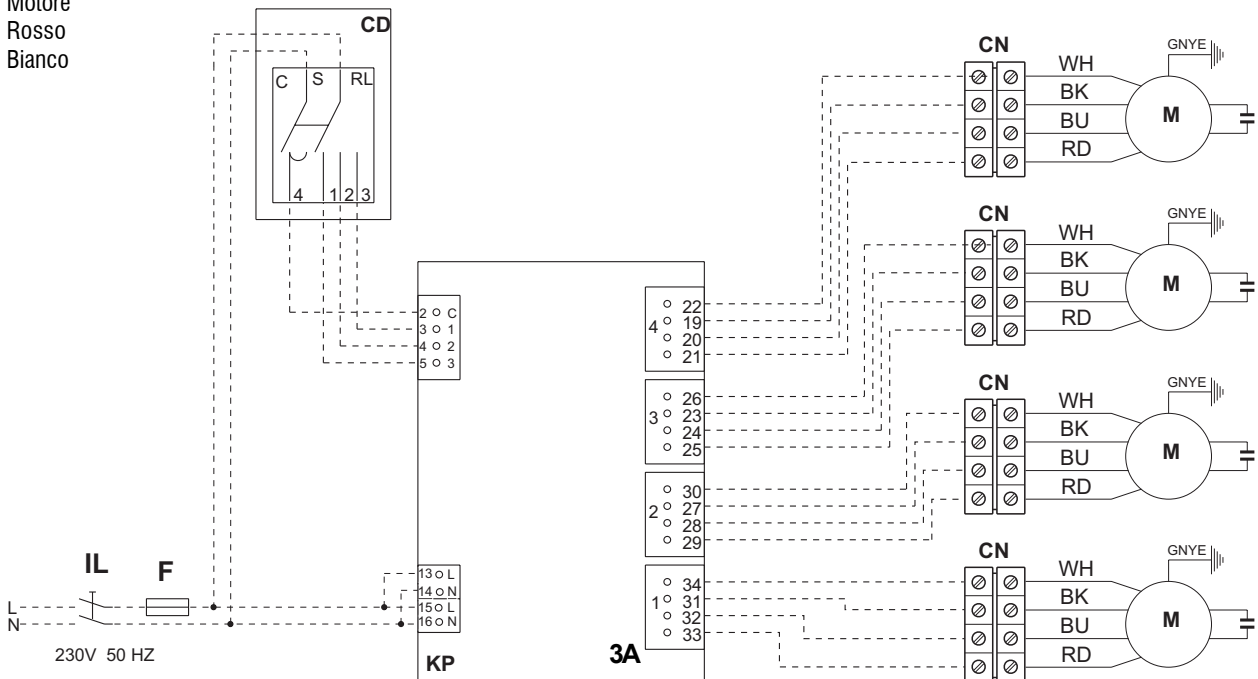 Motore
Rosso
Bianco
CD
C S RL
4 1 2 3
2 C
3 1
4 2
5 3
13 L
14 N
15 L
16 N
KP
3A
IL F
L
N
230V 50 HZ
4
22
19
20
21
3
26
23
24
25
2
30
27
28
29
1
34
31
32
33
CN
WH
BK
BU
RD
M
GNYE
CN
WH
BK
BU
RD
M
GNYE
CN
WH
BK
BU
RD
M
GNYE
CN
WH
BK
BU
RD
M
GNYE